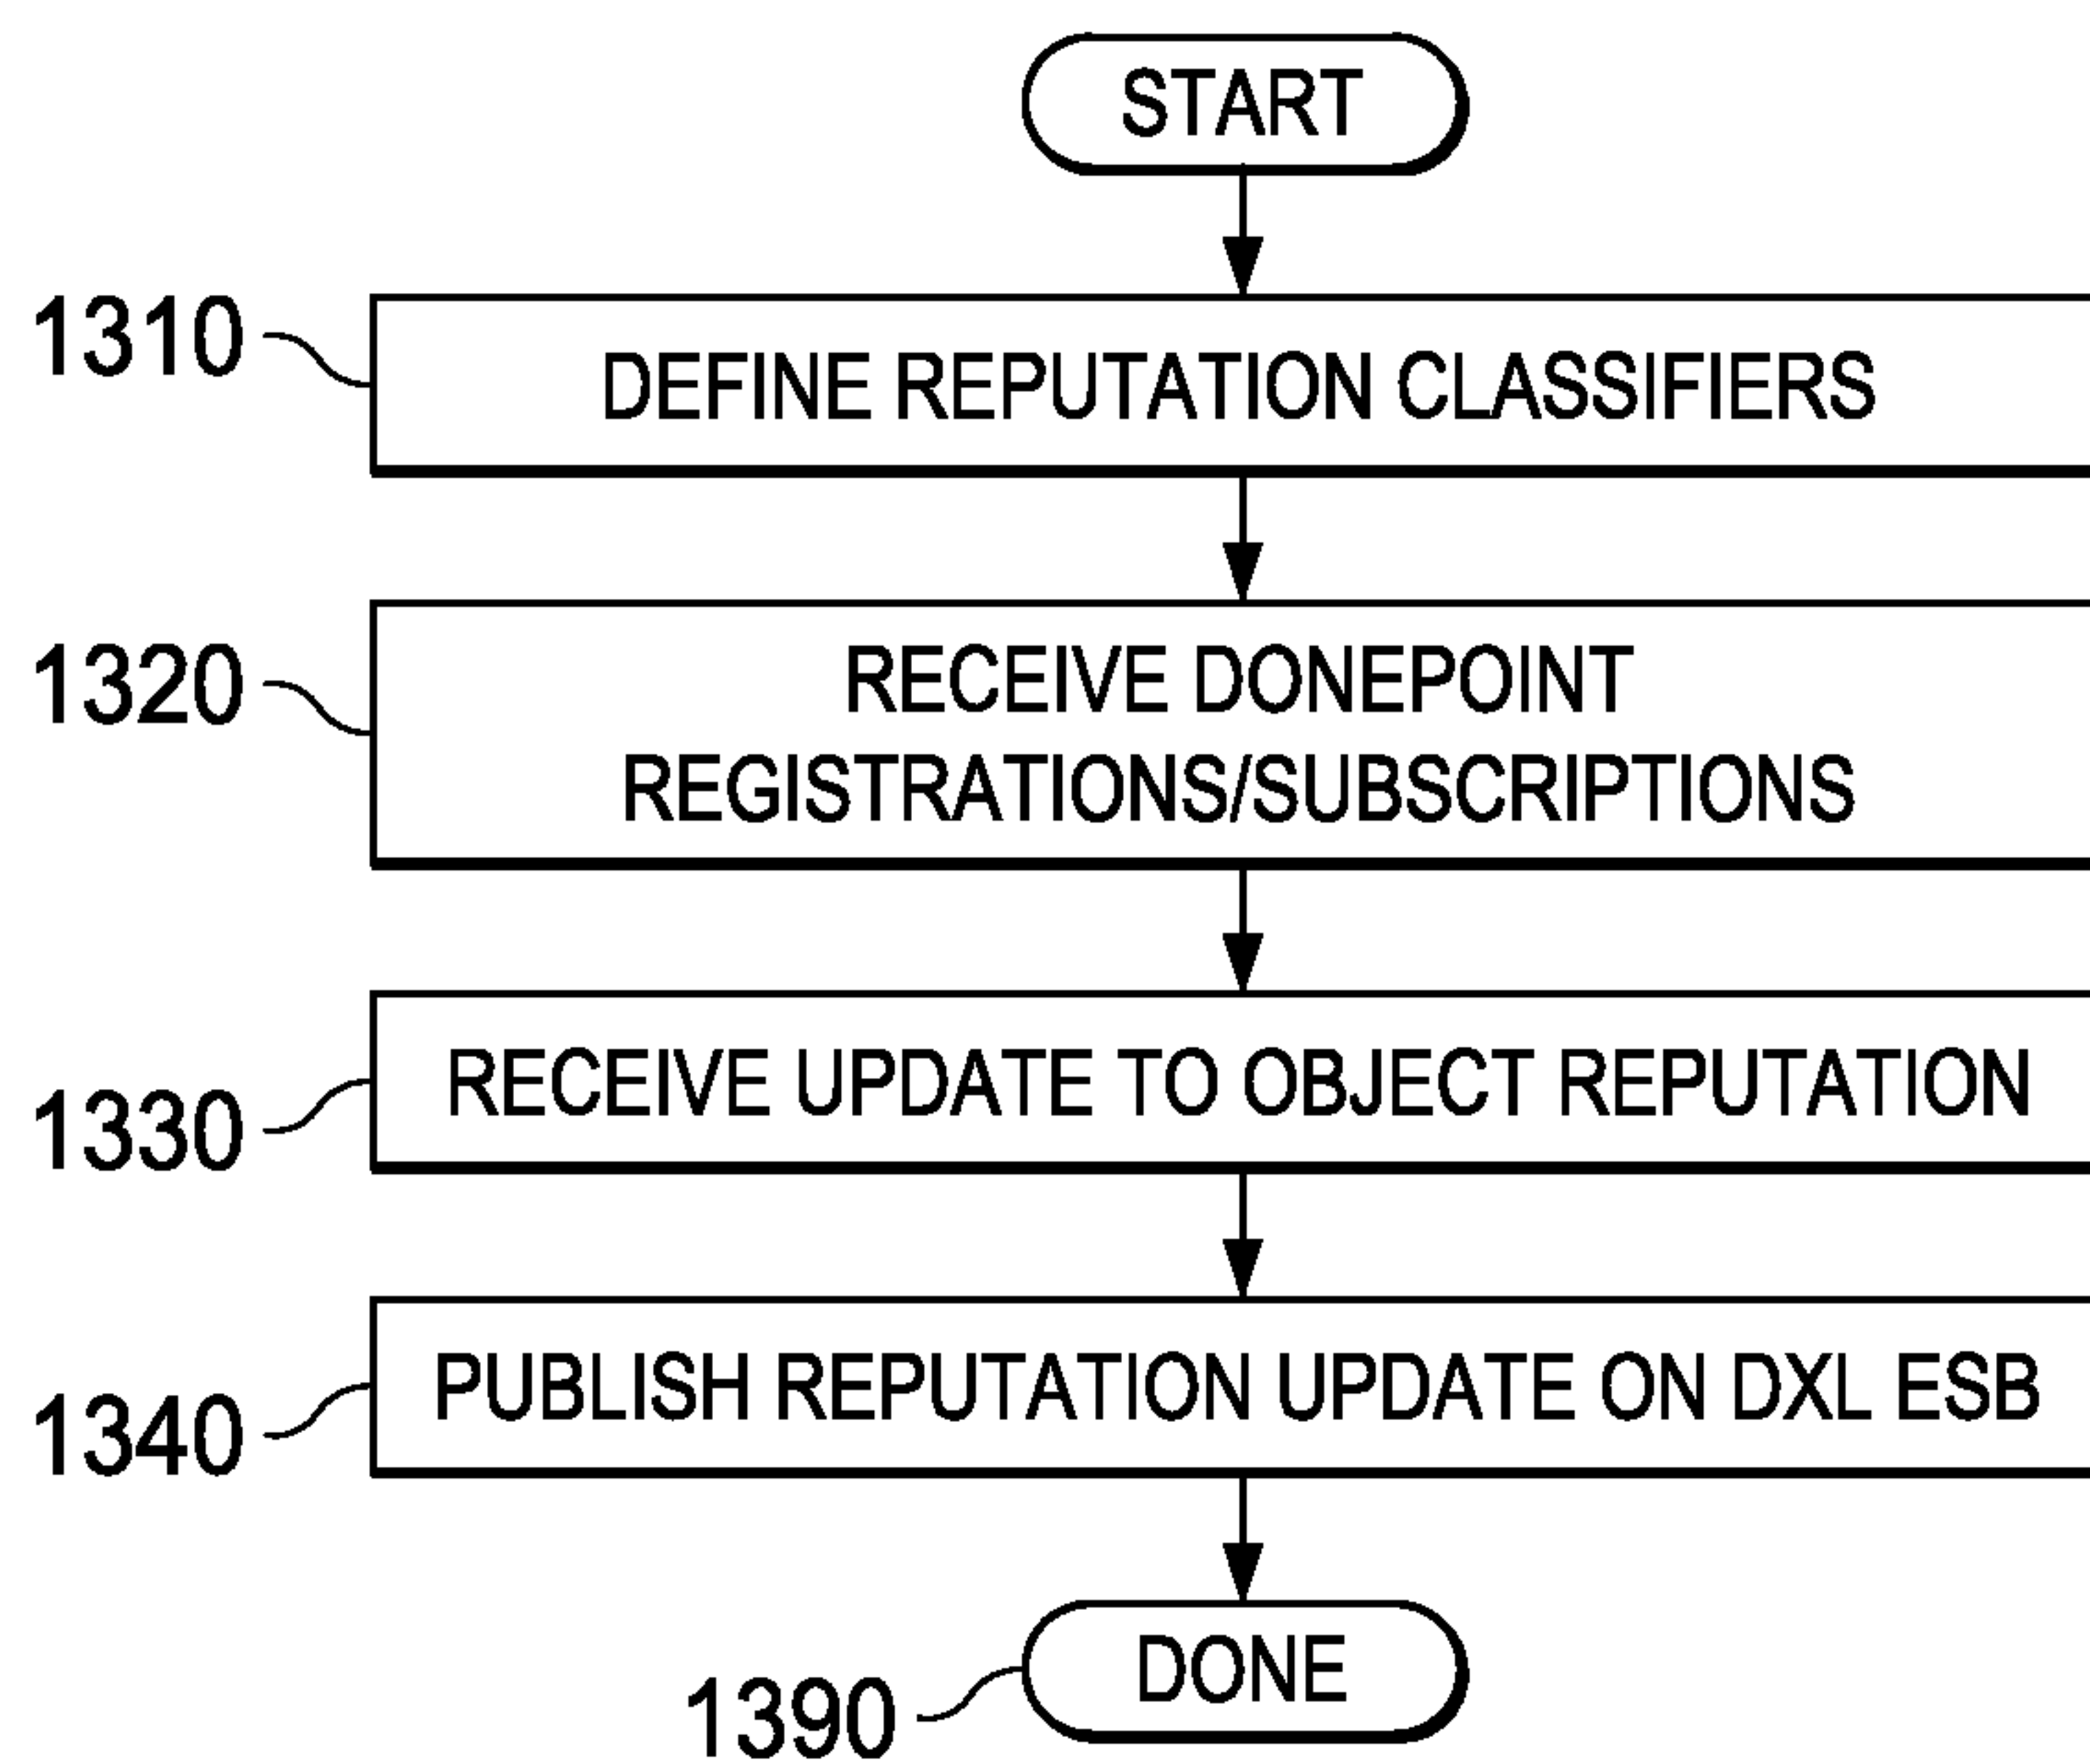 START
1310
DEFINE REPUTATION CLASSIFIERS
1320
RECEIVE DONEPOINT
REGISTRATIONS/SUBSCRIPTIONS
1330
RECEIVE UPDATE TO OBJECT REPUTATION
1340
PUBLISH REPUTATION UPDATE ON DXL ESB
DONE
1390